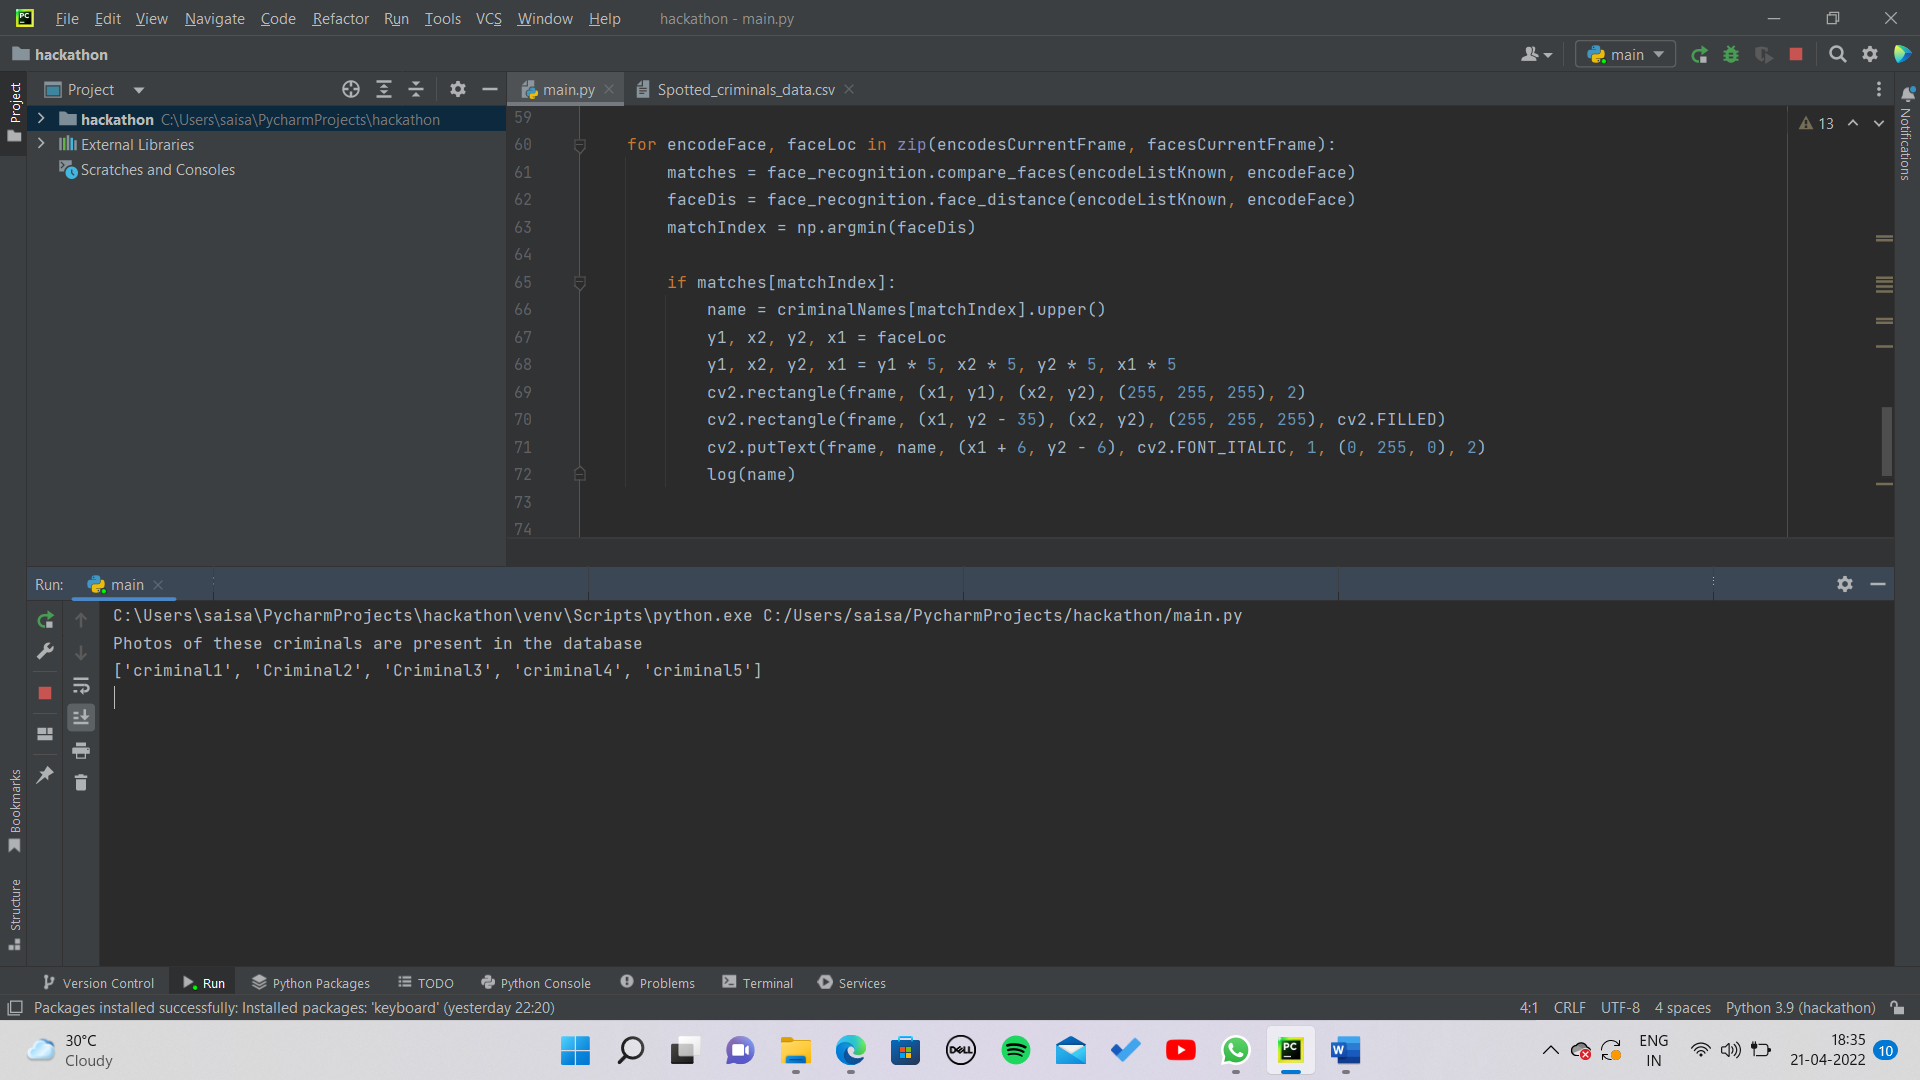 PC File Edit View Navigate Code Refactor Run Tools VCS Window Help hackathon - main.py
hackathon
main
Project
Project
main.py
Spotted_criminals_data.csv
hackathon C:\Users\saisa\PycharmProjects\hackathon
External Libraries
Scratches and Consoles
13
Notifications
59
60 for encodeFace, faceLoc in zip(encodesCurrentFrame, facesCurrentFrame):
61 matches = face_recognition.compare_faces(encodeListKnown, encodeFace)
62 faceDis = face_recognition.face_distance(encodeListKnown, encodeFace)
63 matchIndex = np.argmin(faceDis)
64
65 if matches[matchIndex]:
66 name = criminalNames[matchIndex].upper()
67 y1, x2, y2, x1 = faceLoc
68 y1, x2, y2, x1 = y1 * 5, x2 * 5, y2 * 5, x1 * 5
69 cv2.rectangle(frame, (x1, y1), (x2, y2), (255, 255, 255), 2)
70 cv2.rectangle(frame, (x1, y2 - 35), (x2, y2), (255, 255, 255), cv2.FILLED)
71 cv2.putText(frame, name, (x1 + 6, y2 - 6), cv2.FONT_ITALIC, 1, (0, 255, 0), 2)
72 log(name)
73
74
Run: main
C:\Users\saisa\PycharmProjects\hackathon\venv\Scripts\python.exe C:/Users/saisa/PycharmProjects/hackathon/main.py
Photos of these criminals are present in the database
['criminal1', 'Criminal2', 'Criminal3', 'criminal4', 'criminal5']
Bookmarks
Structure
Version Control Run Python Packages TODO Python Console Problems Terminal Services
Packages installed successfully: Installed packages: 'keyboard' (yesterday 22:20) 4:1 CRLF UTF-8 4 spaces Python 3.9 (hackathon)
30°C
Cloudy
DELL
PC
W
ENG
IN
18:35
21-04-2022
10